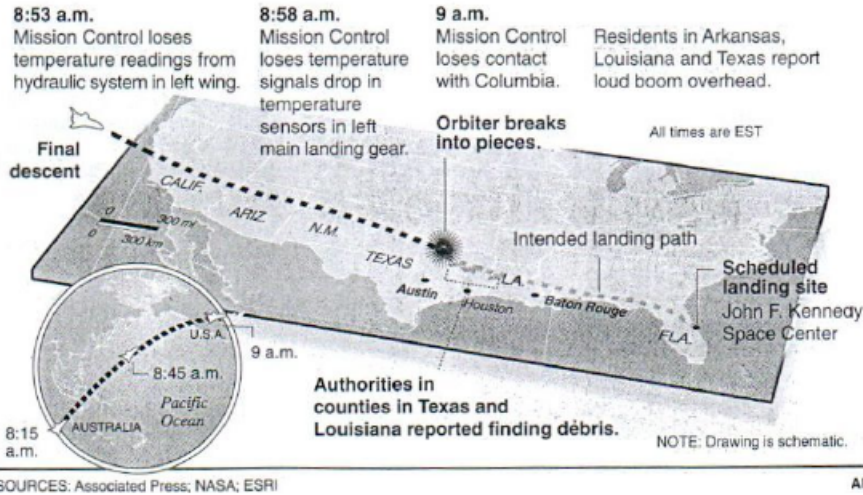 8:53 a.m.
Mission Control loses
temperature readings from
hydraulic system in left wing.
8:58 a.m.
Mission Control
loses temperature
signals drop in
temperature
sensors in left
main landing gear.
9 a.m.
Mission Control
loses contact
with Columbia.
Residents in Arkansas,
Louisiana and Texas report
loud boom overhead.
All times are EST
Orbiter breaks
into pieces.
Final
descent
CALIF.
ARIZ.
N.M.
TEXAS
0
300 mi
0
300 km
Intended landing path
LA.
Austin
Houston
Baton Rouge
FLA.
Scheduled
landing site
John F. Kennedy
Space Center
U.S.A.
9 a.m.
8:45 a.m.
Pacific
Ocean
AUSTRALIA
8:15
a.m.
Authorities in
counties in Texas and
Louisiana reported finding debris.
NOTE: Drawing is schematic.
SOURCES: Associated Press; NASA; ESRI